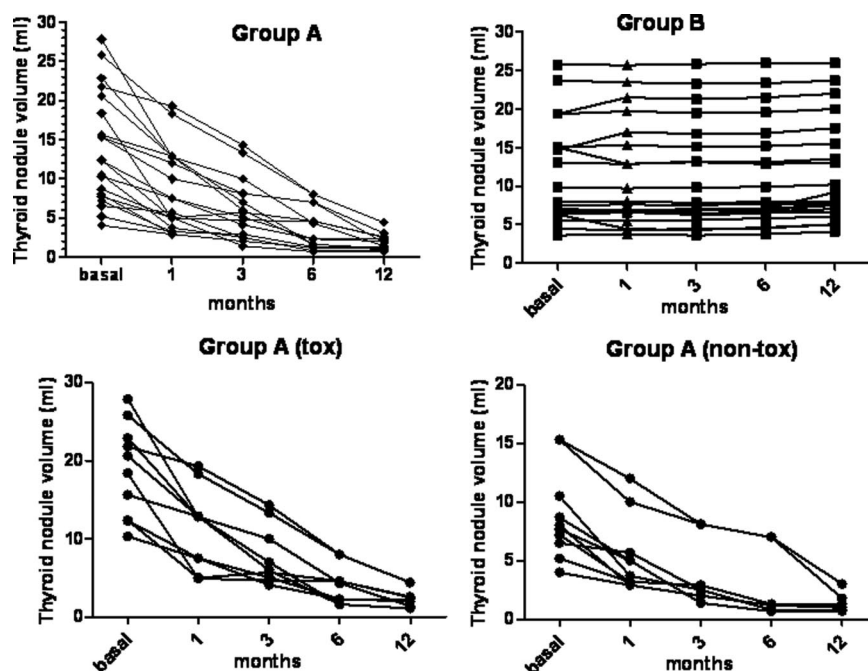 Group A
Thyroid nodule volume (ml)
30
25
20
15
10
5
0
basal
1
3
6
12
months
Group B
Thyroid nodule volume (ml)
30
25
20
15
10
5
0
basal
1
3
6
12
months
Group A (tox)
Thyroid nodule volume (ml)
30
20
10
0
basal
1
3
6
12
months
Group A (non-tox)
Thyroid nodule volume (ml)
20
15
10
5
0
basal
1
3
6
12
months